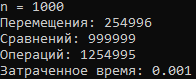 n = 1000
Перемещения: 254996
Сравнений: 999999
Операций: 1254995
Затраченное время: 0.001